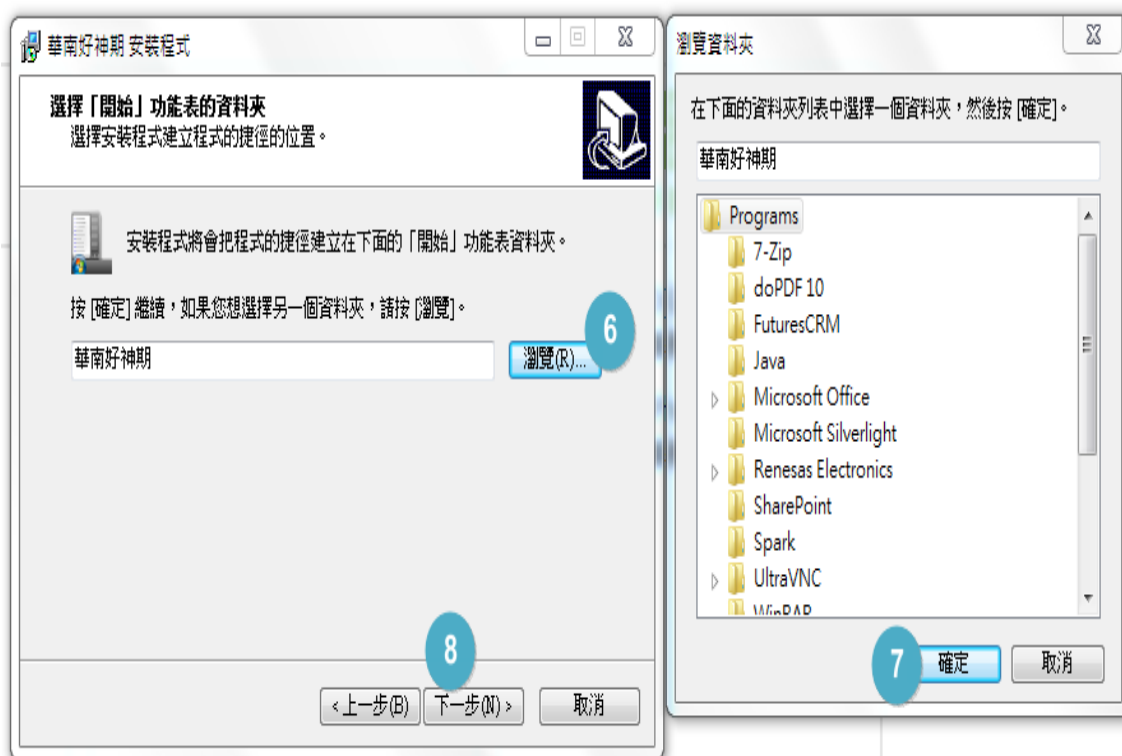 華南好神期 安裝程式
選擇「開始」功能表的資料夾
選擇安裝程式建立程式的捷徑的位置。
安裝程式將會把程式的捷徑建立在下面的「開始」功能表資料夾。
按 [確定] 繼續，如果您想選擇另一個資料夾，請按 [瀏覽]。
華南好神期
瀏覽(R)...
6
8
< 上一步(B)
下一步(N) >
取消
瀏覽資料夾
在下面的資料夾列表中選擇一個資料夾，然後按 [確定]。
華南好神期
Programs
7-Zip
doPDF 10
FuturesCRM
Java
Microsoft Office
Microsoft Silverlight
Renesas Electronics
SharePoint
Spark
UltraVNC
WinRAR
7
確定
取消